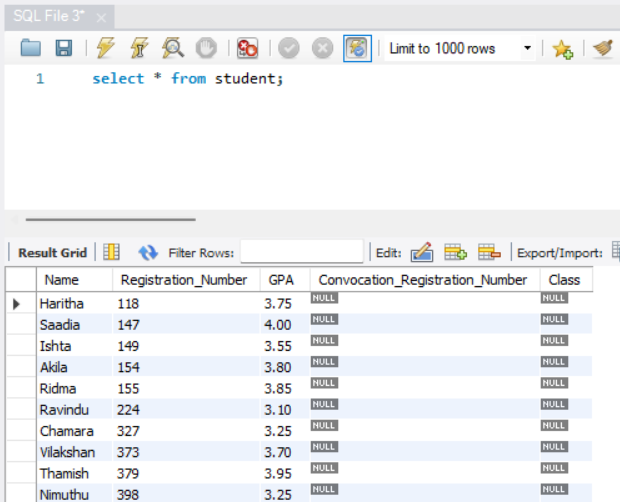 SQL File 3*
Limit to 1000 rows
1 select * from student;
Result Grid Filter Rows: Edit: Export/Import:
Name Registration_Number GPA Convocation_Registration_Number Class
Haritha 118 3.75 NULL NULL
Saadia 147 4.00 NULL NULL
Ishta 149 3.55 NULL NULL
Akila 154 3.80 NULL NULL
Ridma 155 3.85 NULL NULL
Ravindu 224 3.10 NULL NULL
Chamara 327 3.25 NULL NULL
Vilakshan 373 3.70 NULL NULL
Thamish 379 3.95 NULL NULL
Nimuthu 398 3.25 NULL NULL